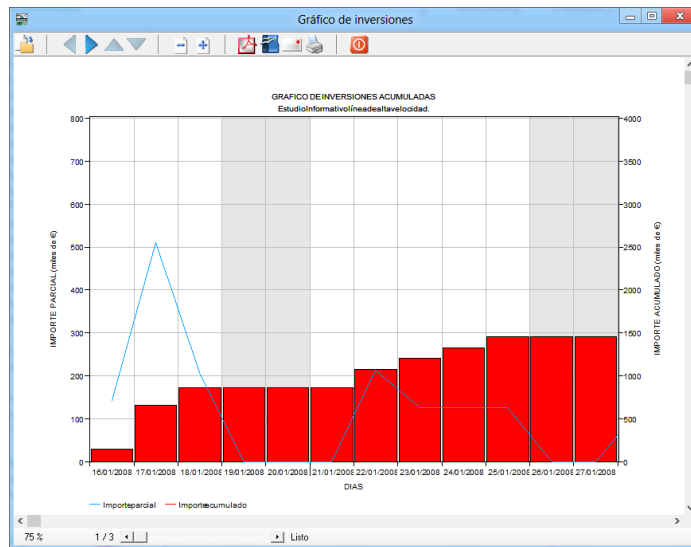 Gráfico de inversiones
GRAFICO DE INVERSIONES ACUMULADAS
EstudioInformativolíneadealtavelocidad.
IMPORTE PARCIAL(miles de €)
800
700
600
500
400
300
200
100
0
4000
3500
3000
2500
2000
1500
1000
500
0
IMPORTE ACUMULADO(miles de €)
16/01/2008 17/01/2008 18/01/2008 19/01/2008 20/01/2008 21/01/2008 22/01/2008 23/01/2008 24/01/2008 25/01/2008 26/01/2008 27/01/2008
DIAS
Importeparcial Importeacumulado
75 % 1 / 3 Listo